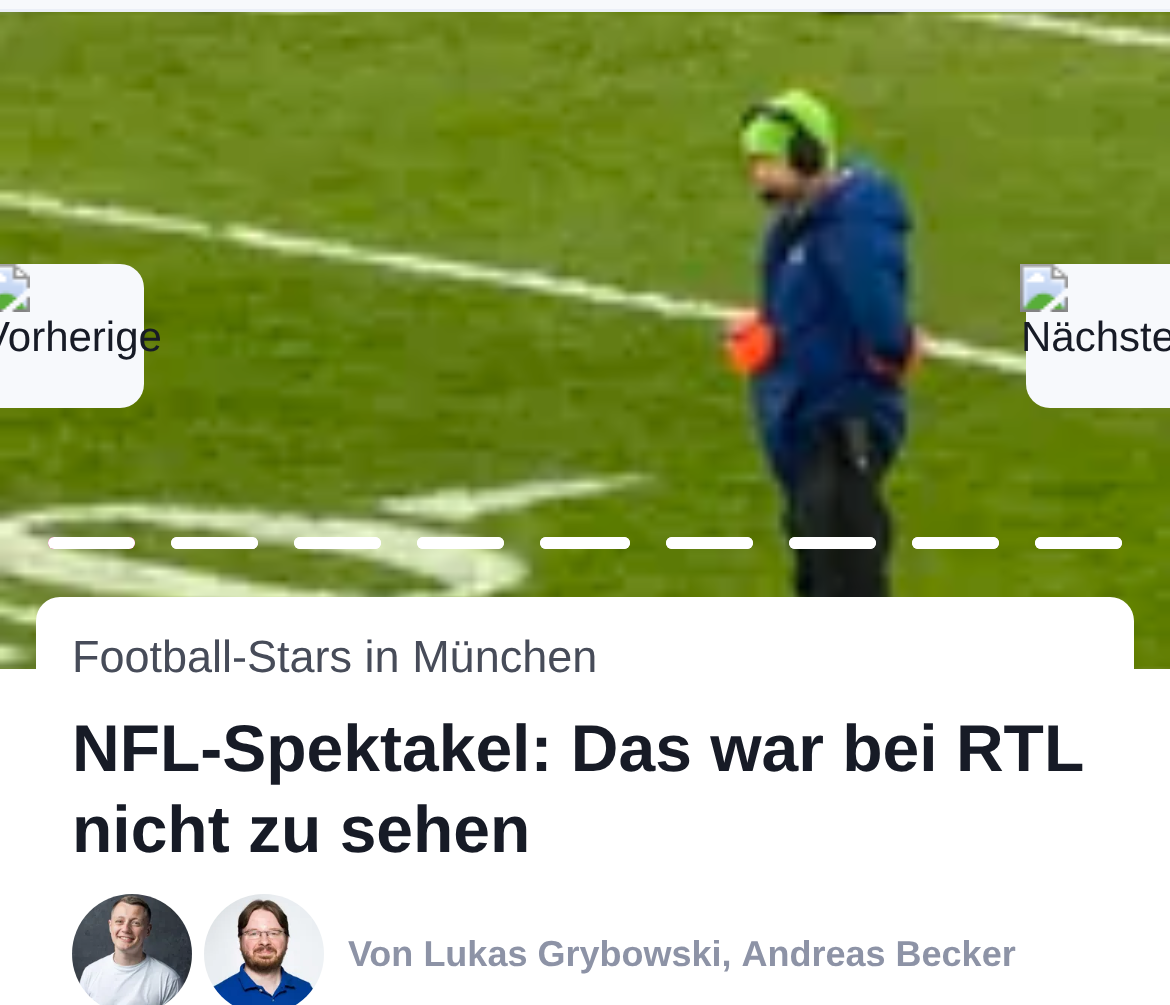 Vorherige
Nächste
Football-Stars in München
NFL-Spektakel: Das war bei RTL
nicht zu sehen
Von Lukas Grybowski, Andreas Becker